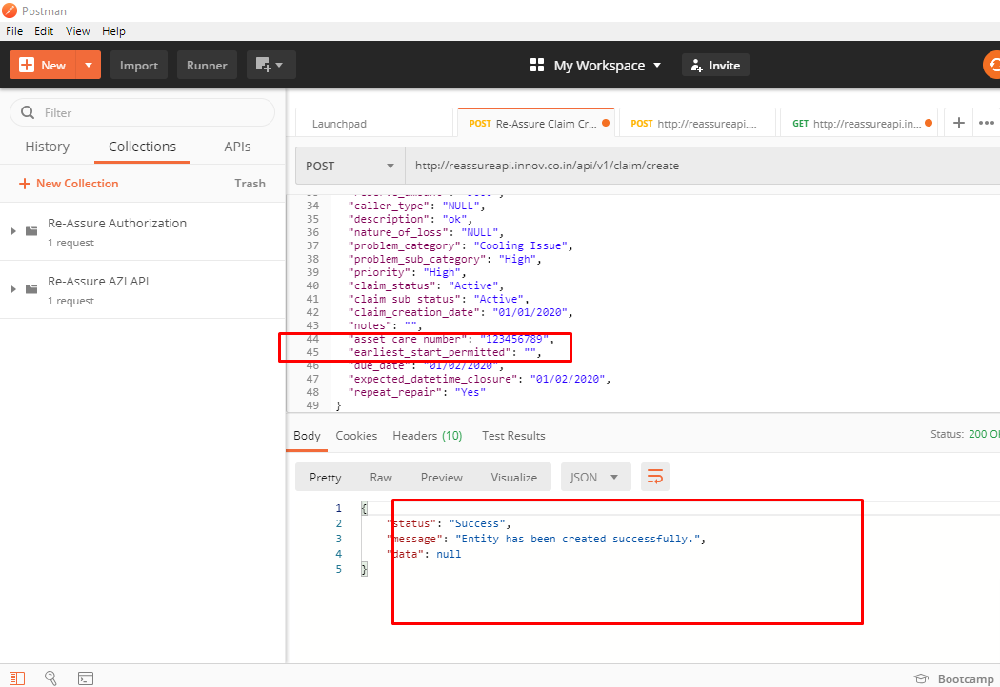 Postman
File Edit View Help
New Import Runner My Workspace Invite
Filter
History Collections APIs
New Collection Trash
Re-Assure Authorization
1 request
Re-Assure AZI API
1 request
Launchpad POST Re-Assure Claim Cr... POST http://reassureapi.... GET http://reassureapi.in...
POST http://reassureapi.innov.co.in/api/v1/claim/create
34 "caller_type": "NULL",
35 "description": "ok",
36 "nature_of_loss": "NULL",
37 "problem_category": "Cooling Issue",
38 "problem_sub_category": "High",
39 "priority": "High",
40 "claim_status": "Active",
41 "claim_sub_status": "Active",
42 "claim_creation_date": "01/01/2020",
43 "notes": "",
44 "asset_care_number": "123456789",
45 "earliest_start_permitted": "",
46 "due_date": "01/02/2020",
47 "expected_datetime_closure": "01/02/2020",
48 "repeat_repair": "Yes"
49 }
Body Cookies Headers (10) Test Results Status: 200 OK
Pretty Raw Preview Visualize JSON
1 {
2 "status": "Success",
3 "message": "Entity has been created successfully.",
4 "data": null
5 }
Bootcamp